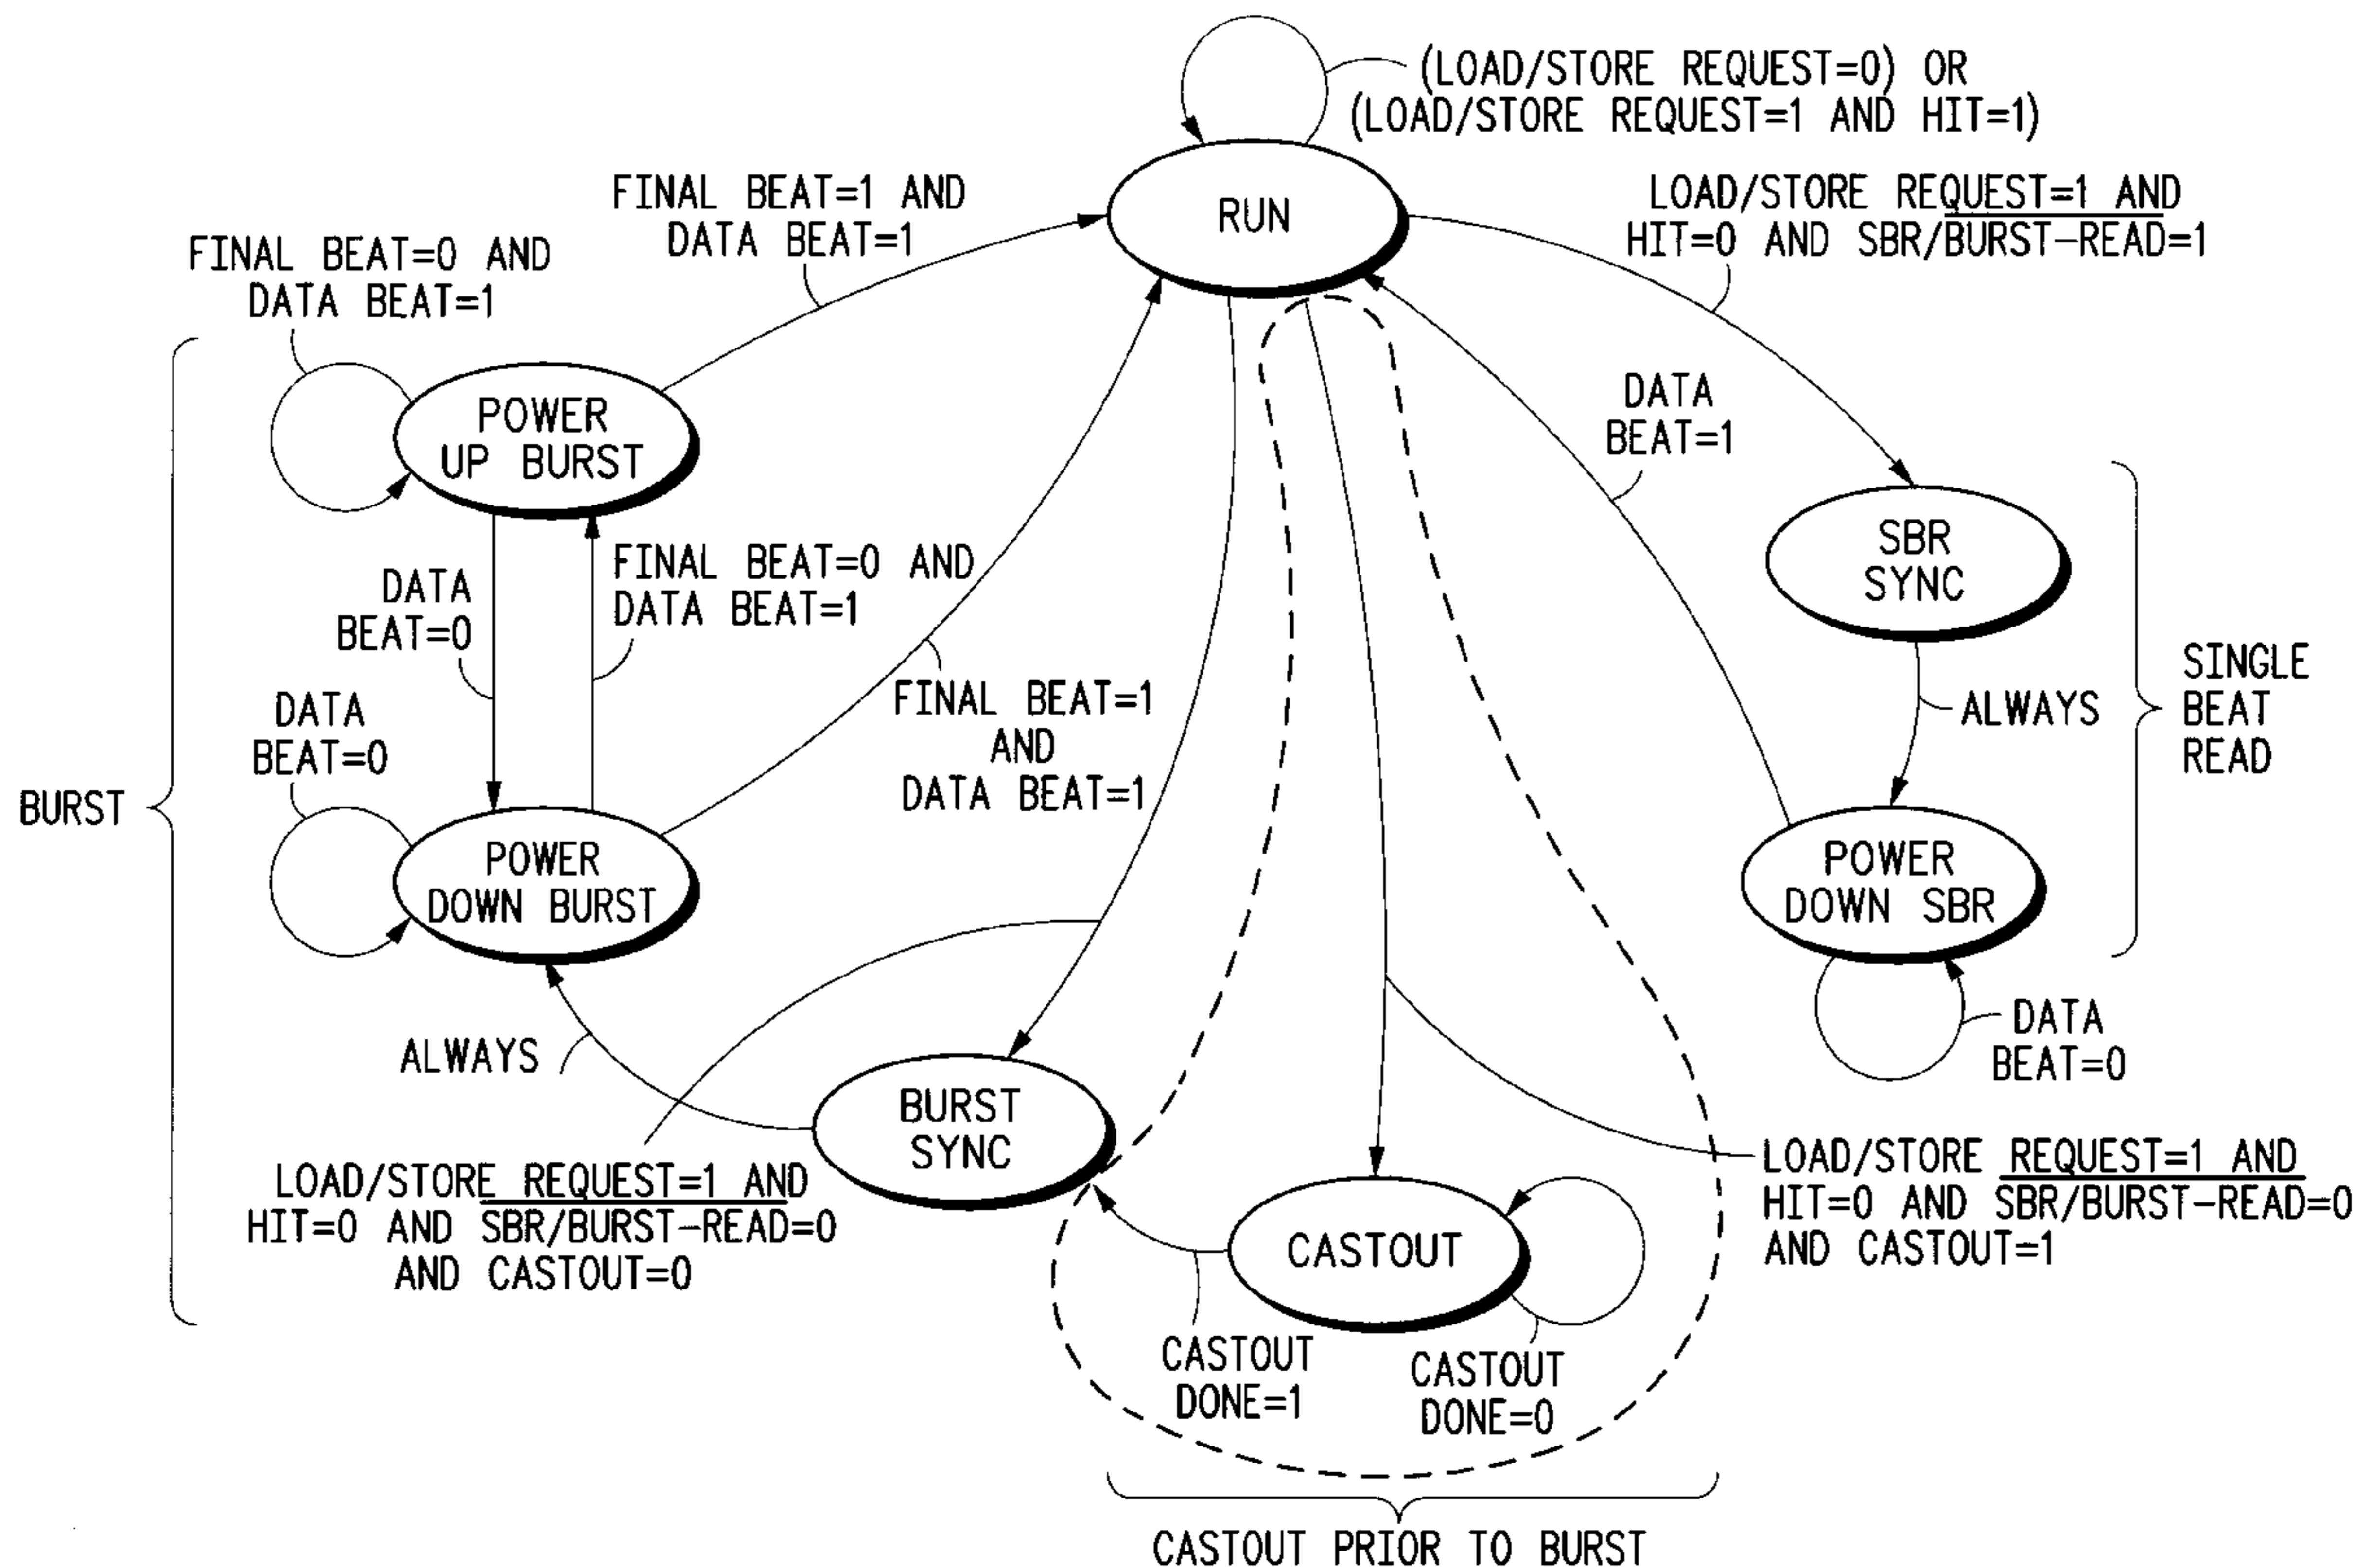 (LOAD/STORE REQUEST=0) OR
(LOAD/STORE REQUEST=1 AND HIT=1)
RUN
LOAD/STORE REQUEST=1 AND
HIT=0 AND SBR/BURST-READ=1
FINAL BEAT=1 AND
DATA BEAT=1
FINAL BEAT=0 AND
DATA BEAT=1
POWER
UP BURST
DATA
BEAT=1
SBR
SYNC
FINAL BEAT=0 AND
DATA BEAT=1
DATA
BEAT=0
SINGLE
BEAT
READ
ALWAYS
FINAL BEAT=1
AND
DATA BEAT=1
DATA
BEAT=0
BURST
POWER
DOWN BURST
POWER
DOWN SBR
DATA
BEAT=0
ALWAYS
BURST
SYNC
LOAD/STORE REQUEST=1 AND
HIT=0 AND SBR/BURST-READ=0
AND CASTOUT=0
LOAD/STORE REQUEST=1 AND
HIT=0 AND SBR/BURST-READ=0
AND CASTOUT=1
CASTOUT
CASTOUT
DONE=1
CASTOUT
DONE=0
CASTOUT PRIOR TO BURST